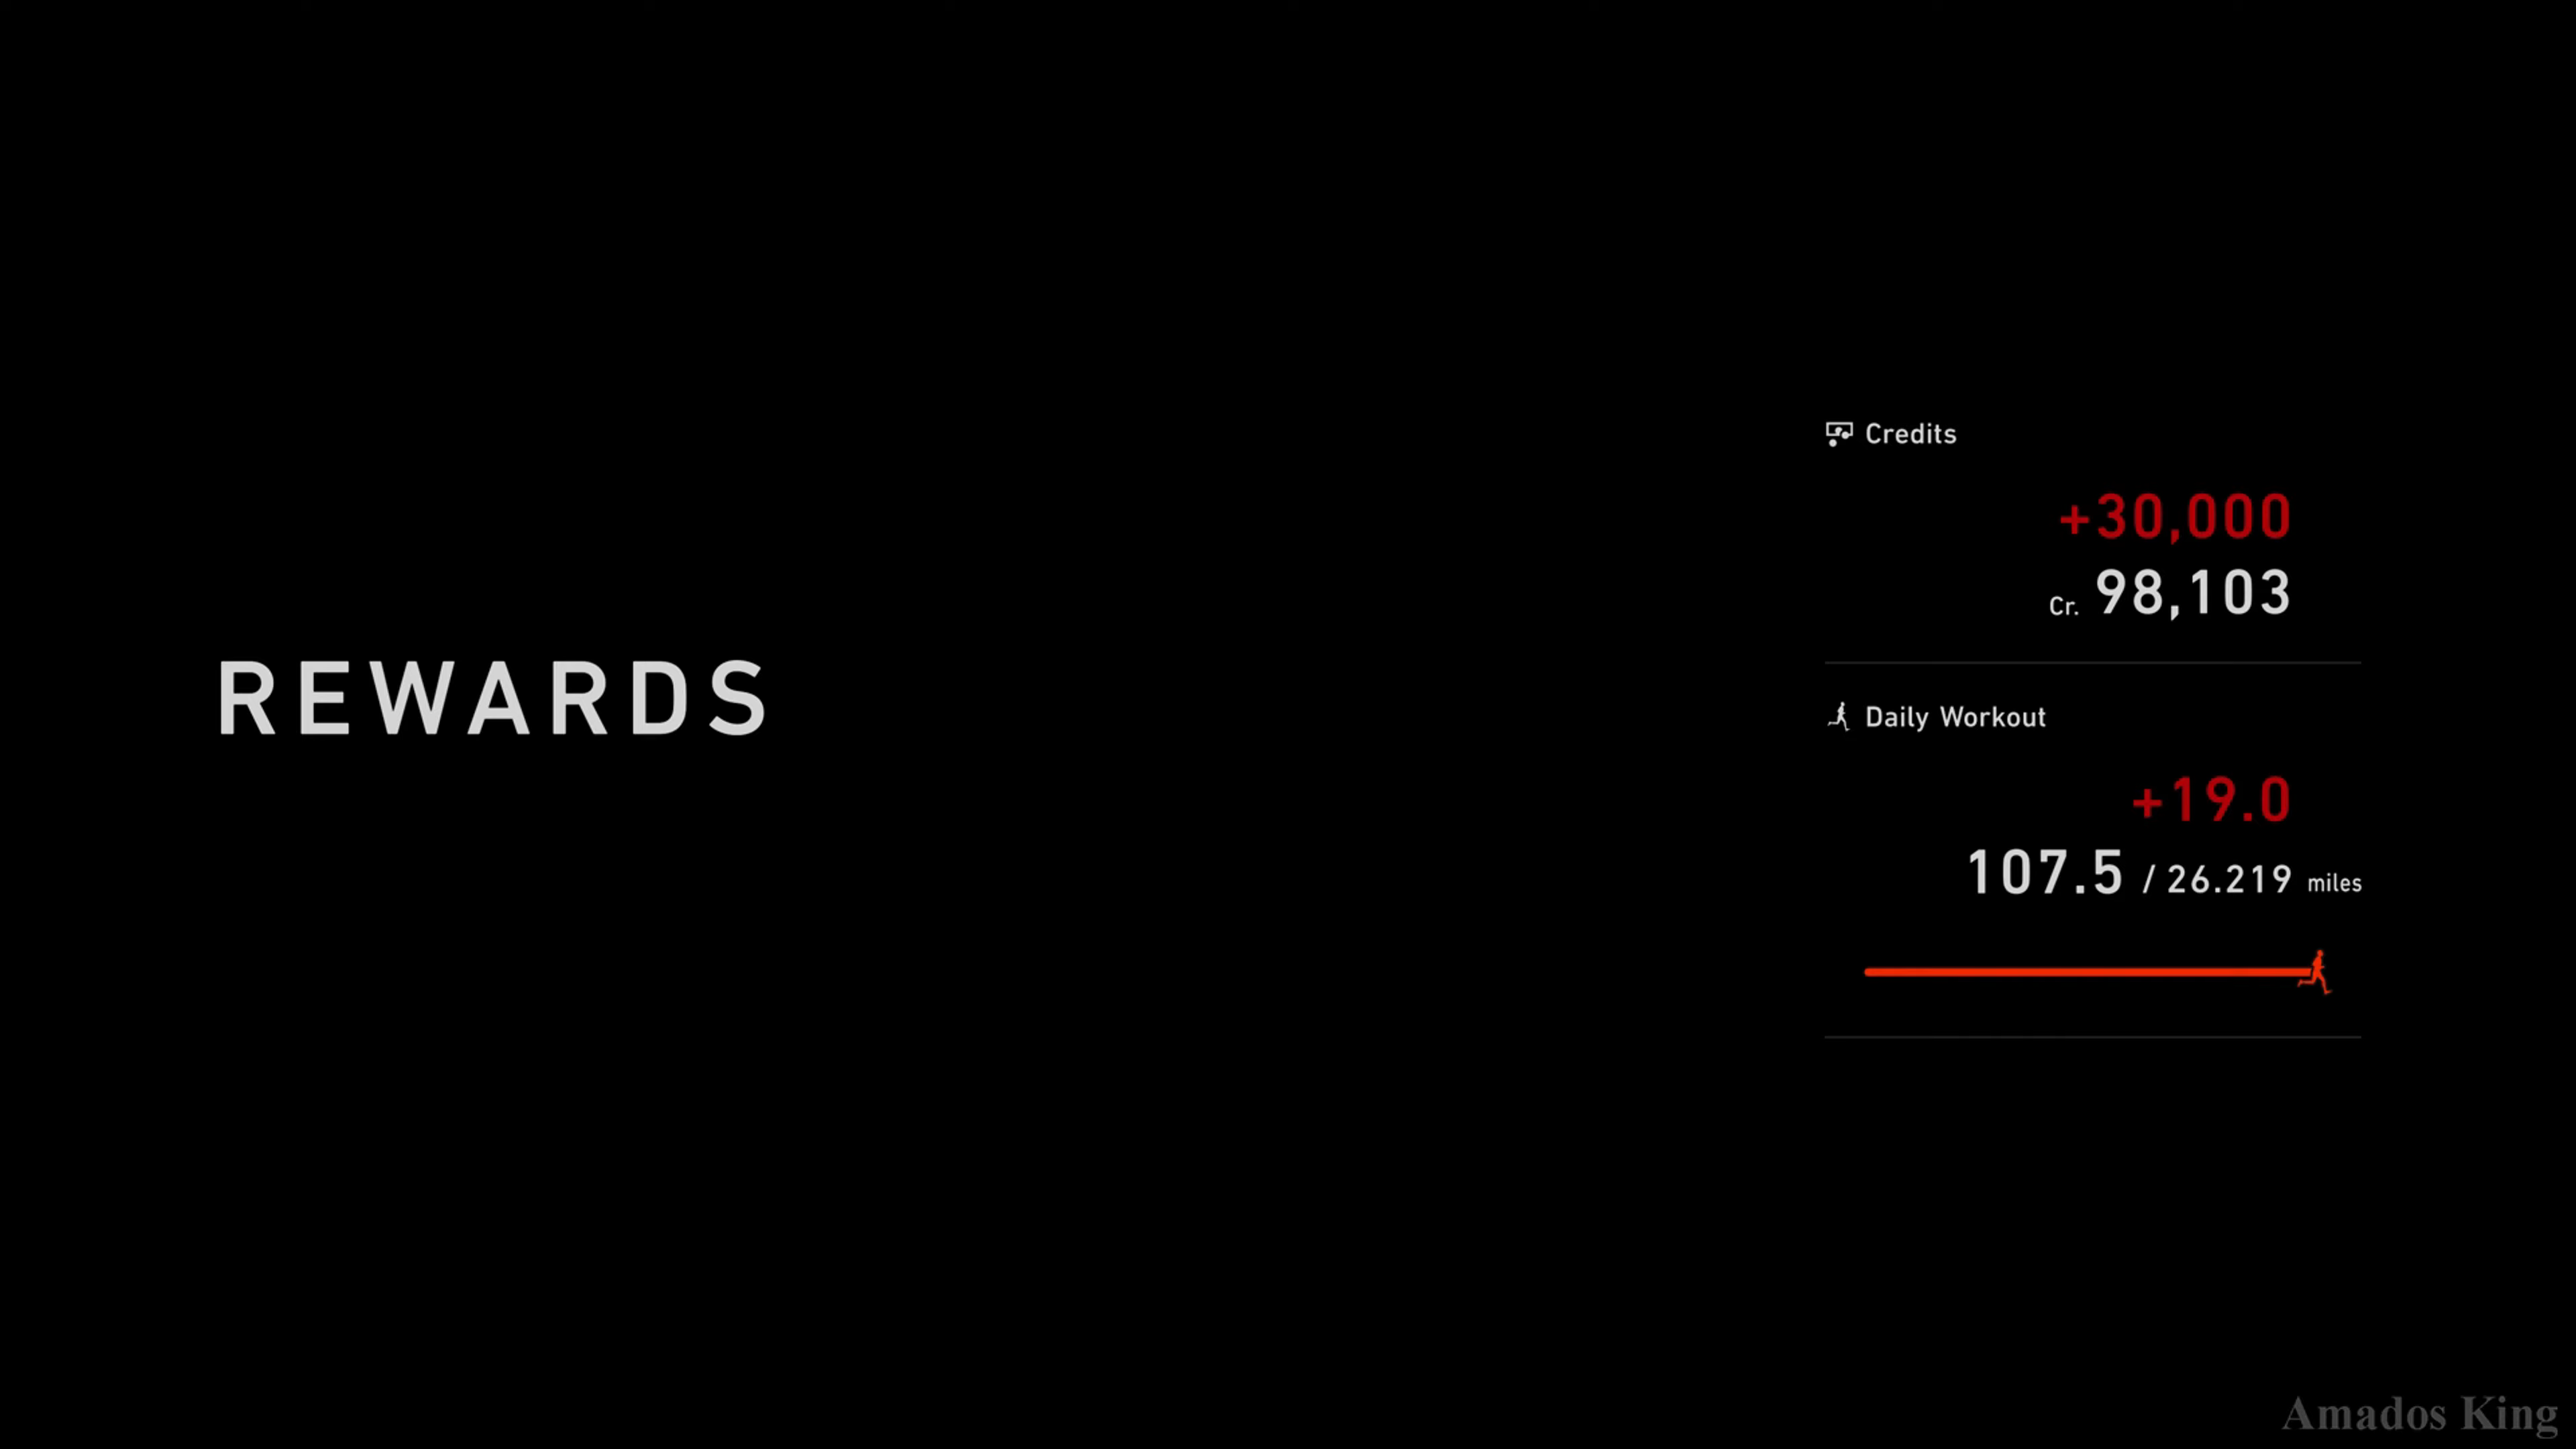 REWARDS
Credits
+30,000
Cr. 98,103
Daily Workout
+19.0
107.5 / 26.219 miles
Amados King